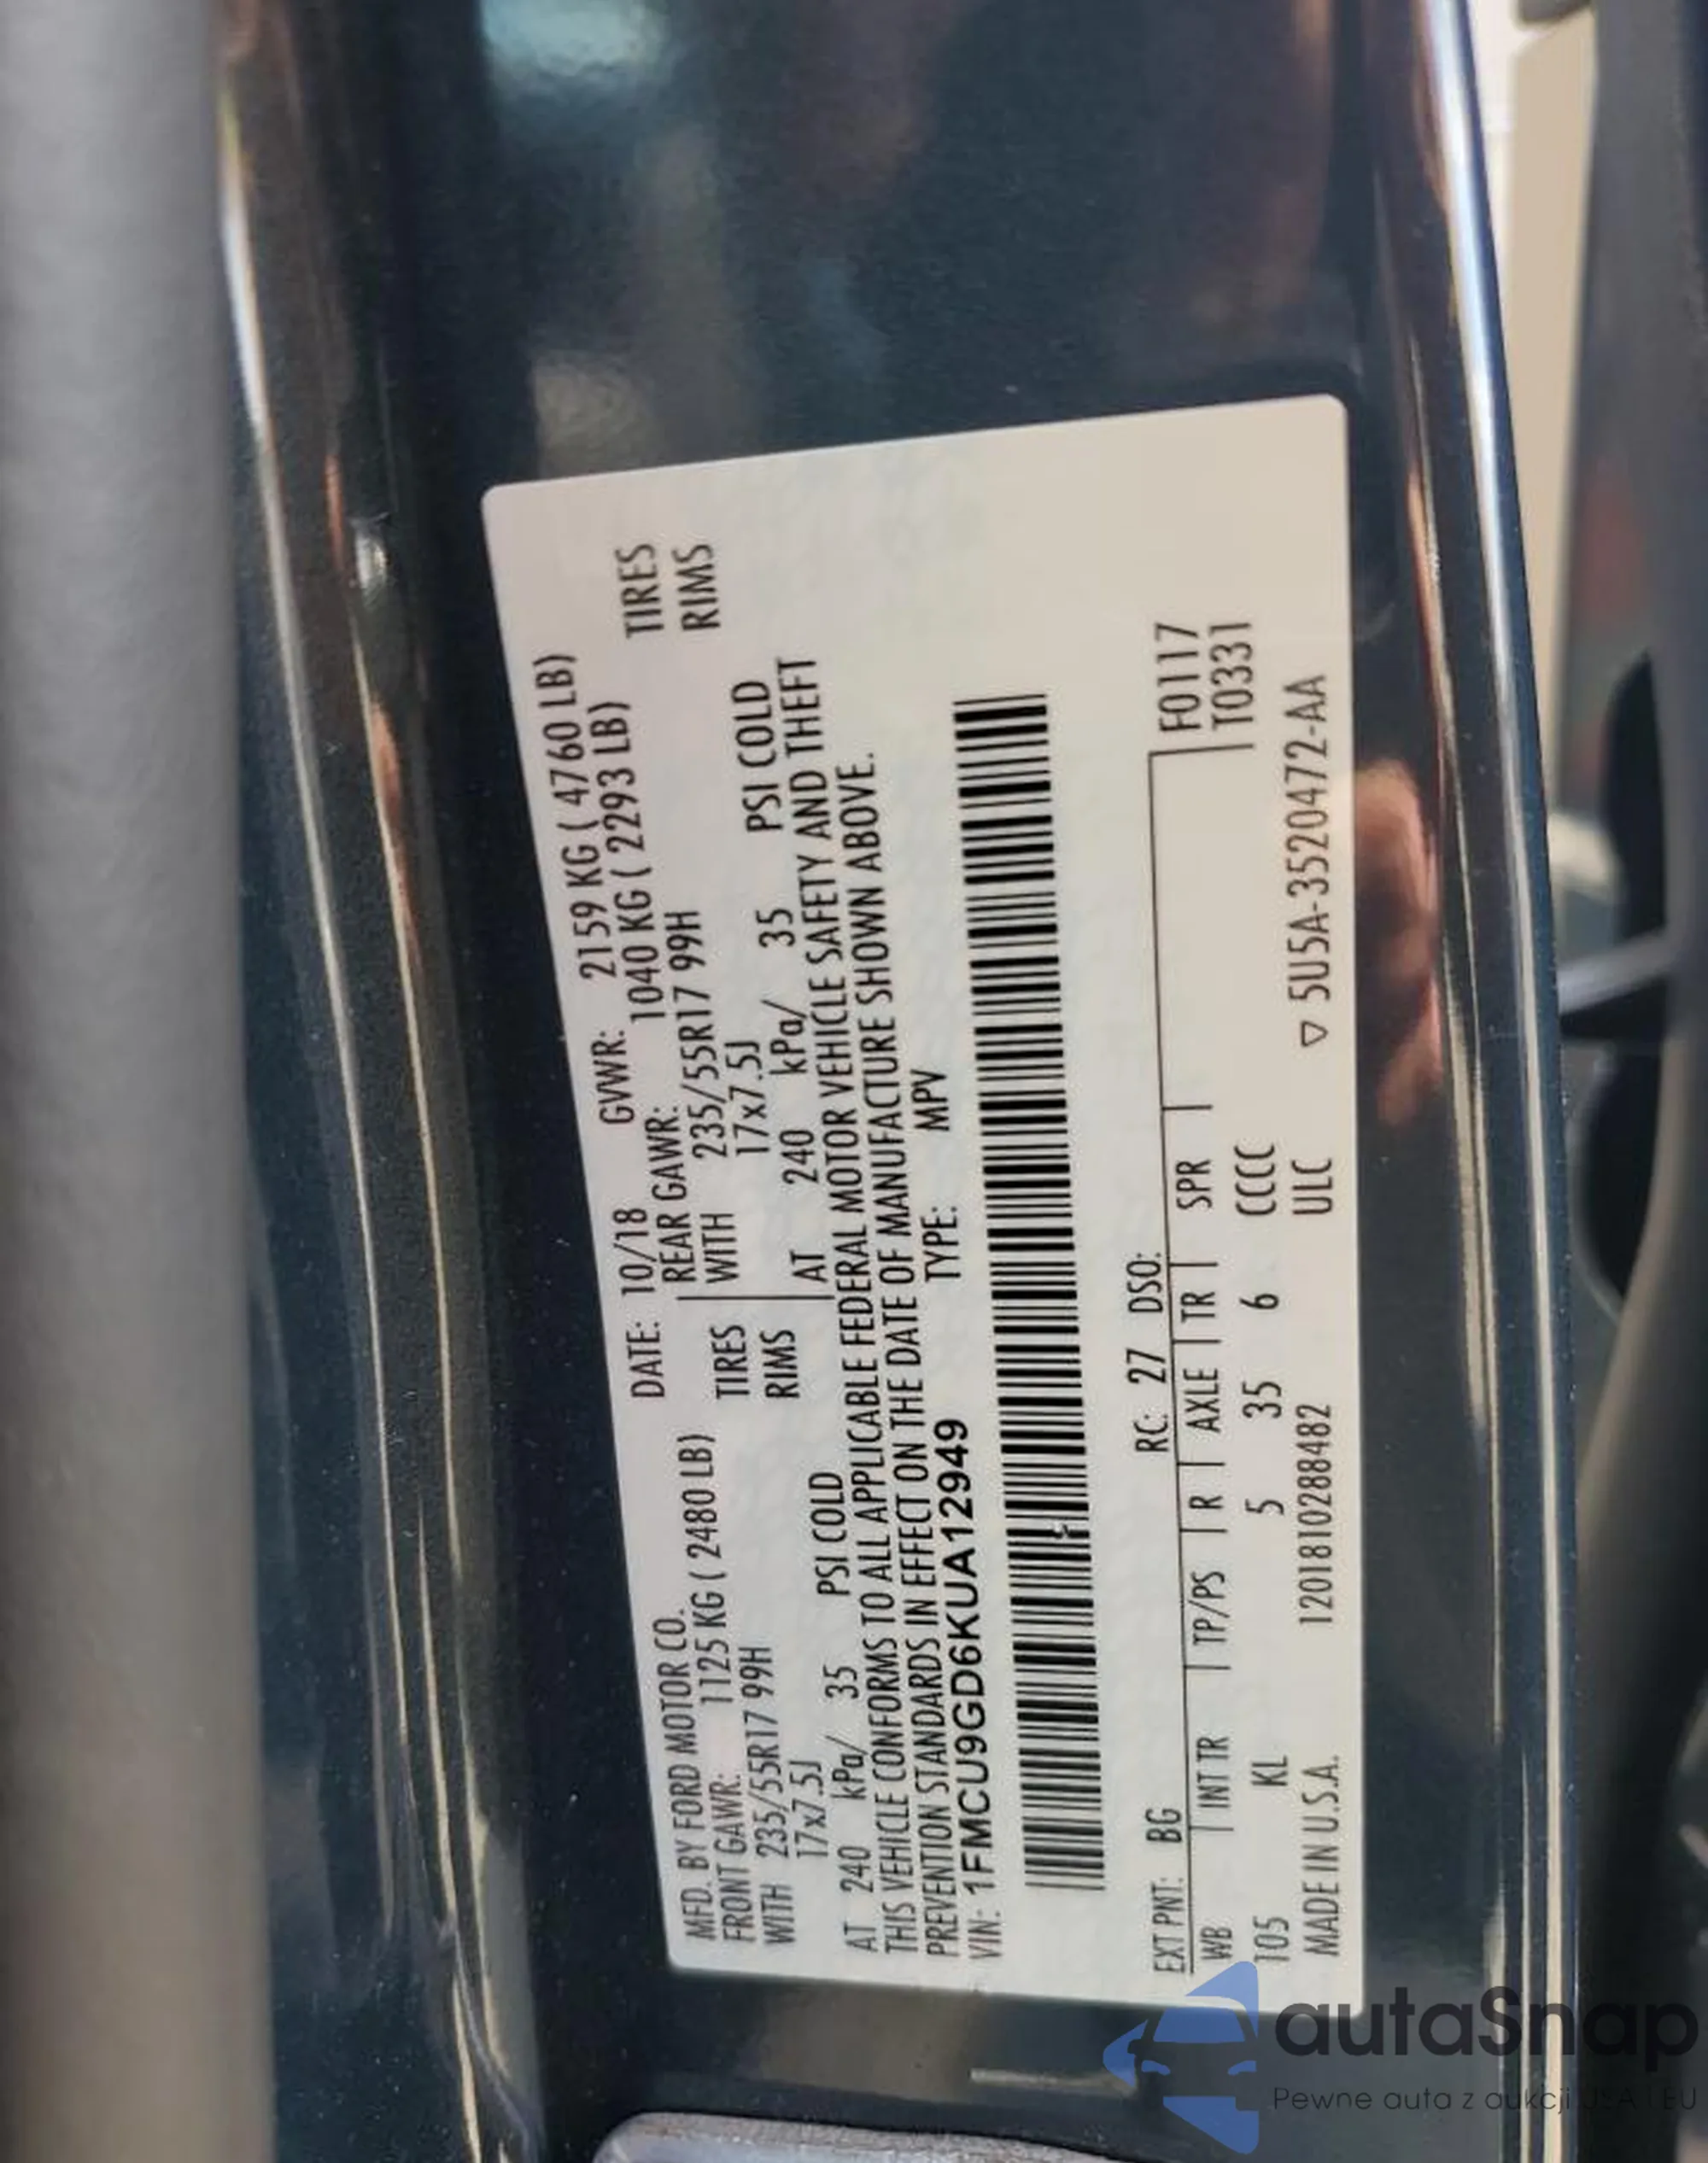 MFD. BY FORD MOTOR CO. DATE: 10/18 GVWR: 2159 KG ( 4760 LB)
FRONT GAWR: 1125 KG ( 2480 LB) REAR GAWR: 1040 KG ( 2293 LB)
WITH 235/55R17 99H TIRES WITH 235/55R17 99H TIRES
17x7.5J RIMS 17x7.5J RIMS
AT 240 kPa/ 35 PSI COLD AT 240 kPa/ 35 PSI COLD
THIS VEHICLE CONFORMS TO ALL APPLICABLE FEDERAL MOTOR VEHICLE SAFETY AND THEFT
PREVENTION STANDARDS IN EFFECT ON THE DATE OF MANUFACTURE SHOWN ABOVE.
VIN: 1FMCU9GD6KUA12949 TYPE: MPV
EXT PNT: BG RC: 27 DSO:
WB INT TR TP/PS R AXLE TR SPR F0117
105 KL 5 35 6 CCCC T0331
MADE IN U.S.A. 1201810288482 ULC ▽ 5U5A-3520472-AA
autaSnap
Pewne auta z aukcji USA i EU